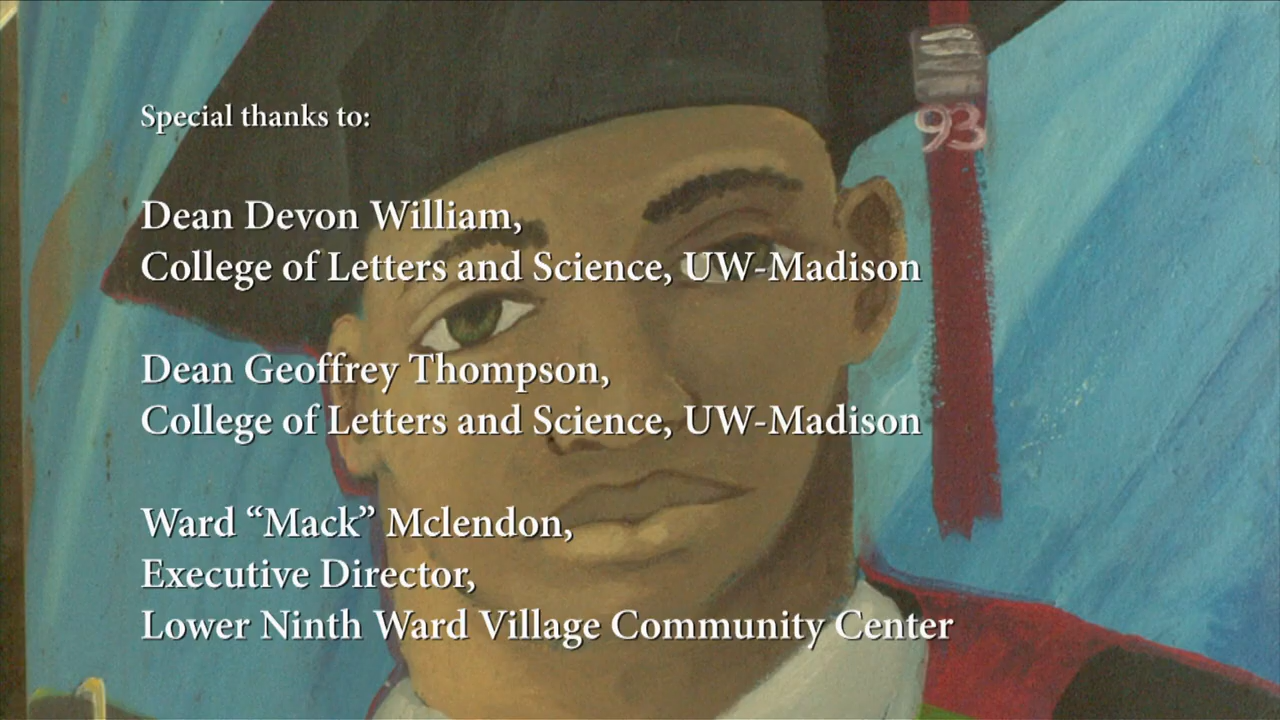 Special thanks to:
93
Dean Devon William,
College of Letters and Science, UW-Madison
Dean Geoffrey Thompson,
College of Letters and Science, UW-Madison
Ward “Mack” Mclendon,
Executive Director,
Lower Ninth Ward Village Community Center